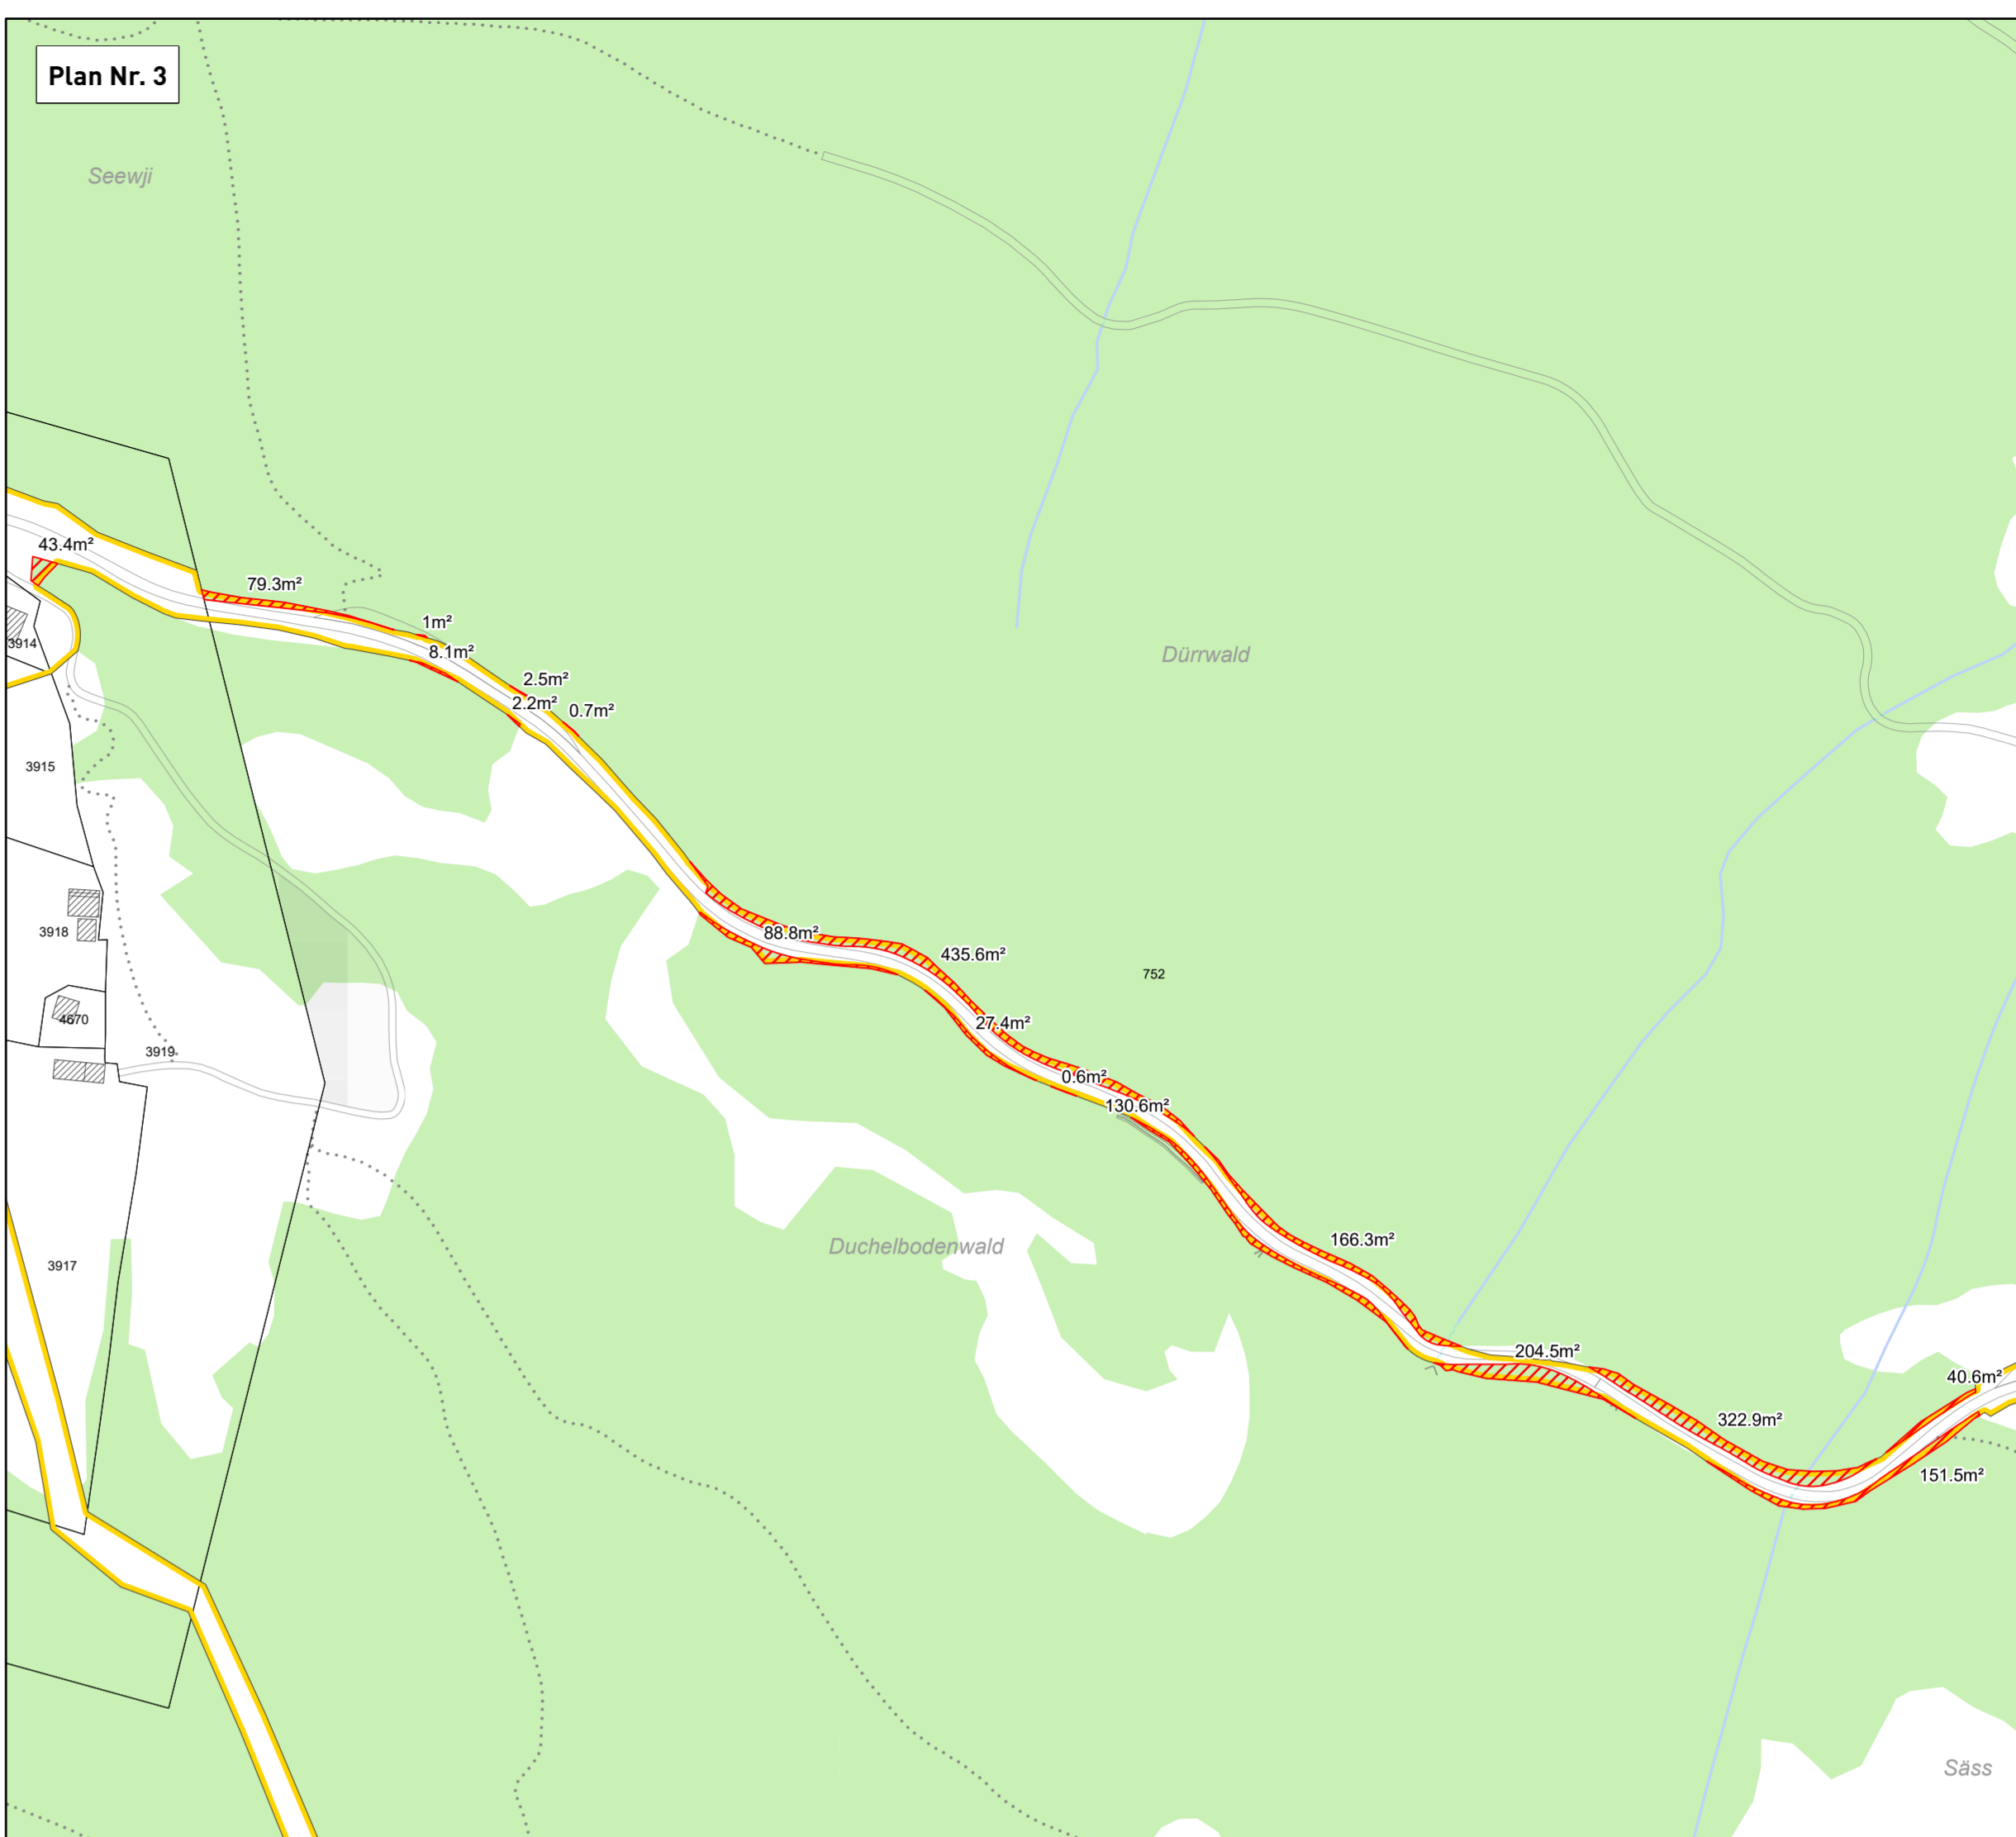 Plan Nr. 3
Seewji
43.4m²
79.3m²
1m²
3914
8.1m²
Dürrwald
2.5m²
2.2m²
0.7m²
3915
3918
88.8m²
435.6m²
752
4670
27.4m²
3919
0.6m²
130.6m²
166.3m²
Duchelbodenwald
3917
204.5m²
40.6m²
322.9m²
151.5m²
Säss